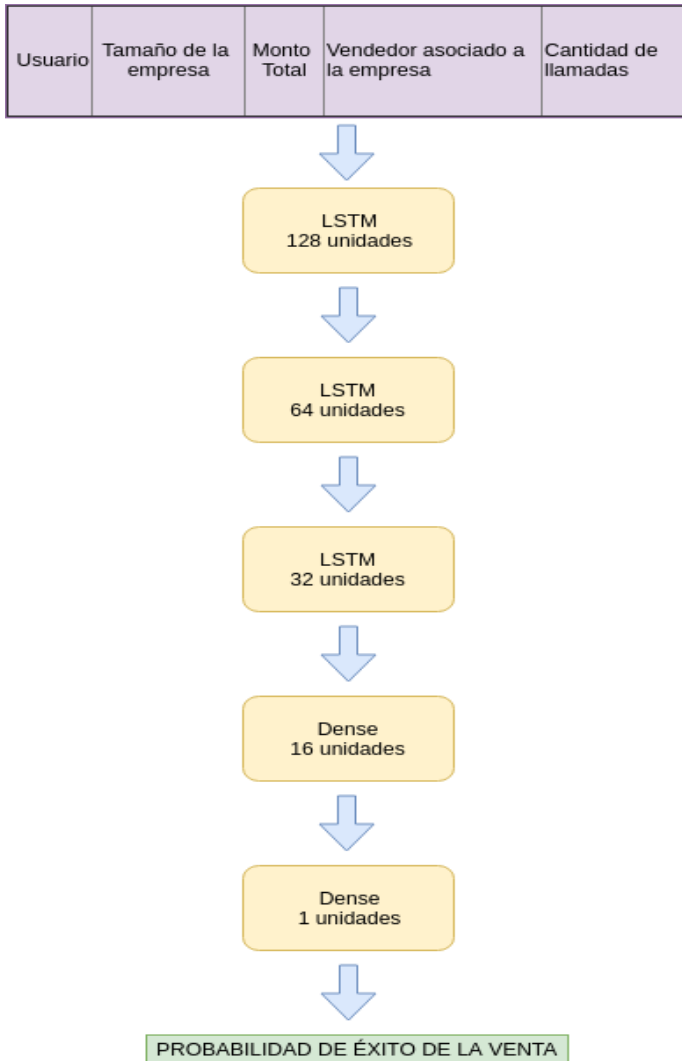 Usuario
Tamaño de la
empresa
Monto
Total
Vendedor asociado a
la empresa
Cantidad de
llamadas
LSTM
128 unidades
LSTM
64 unidades
LSTM
32 unidades
Dense
16 unidades
Dense
1 unidades
PROBABILIDAD DE ÉXITO DE LA VENTA